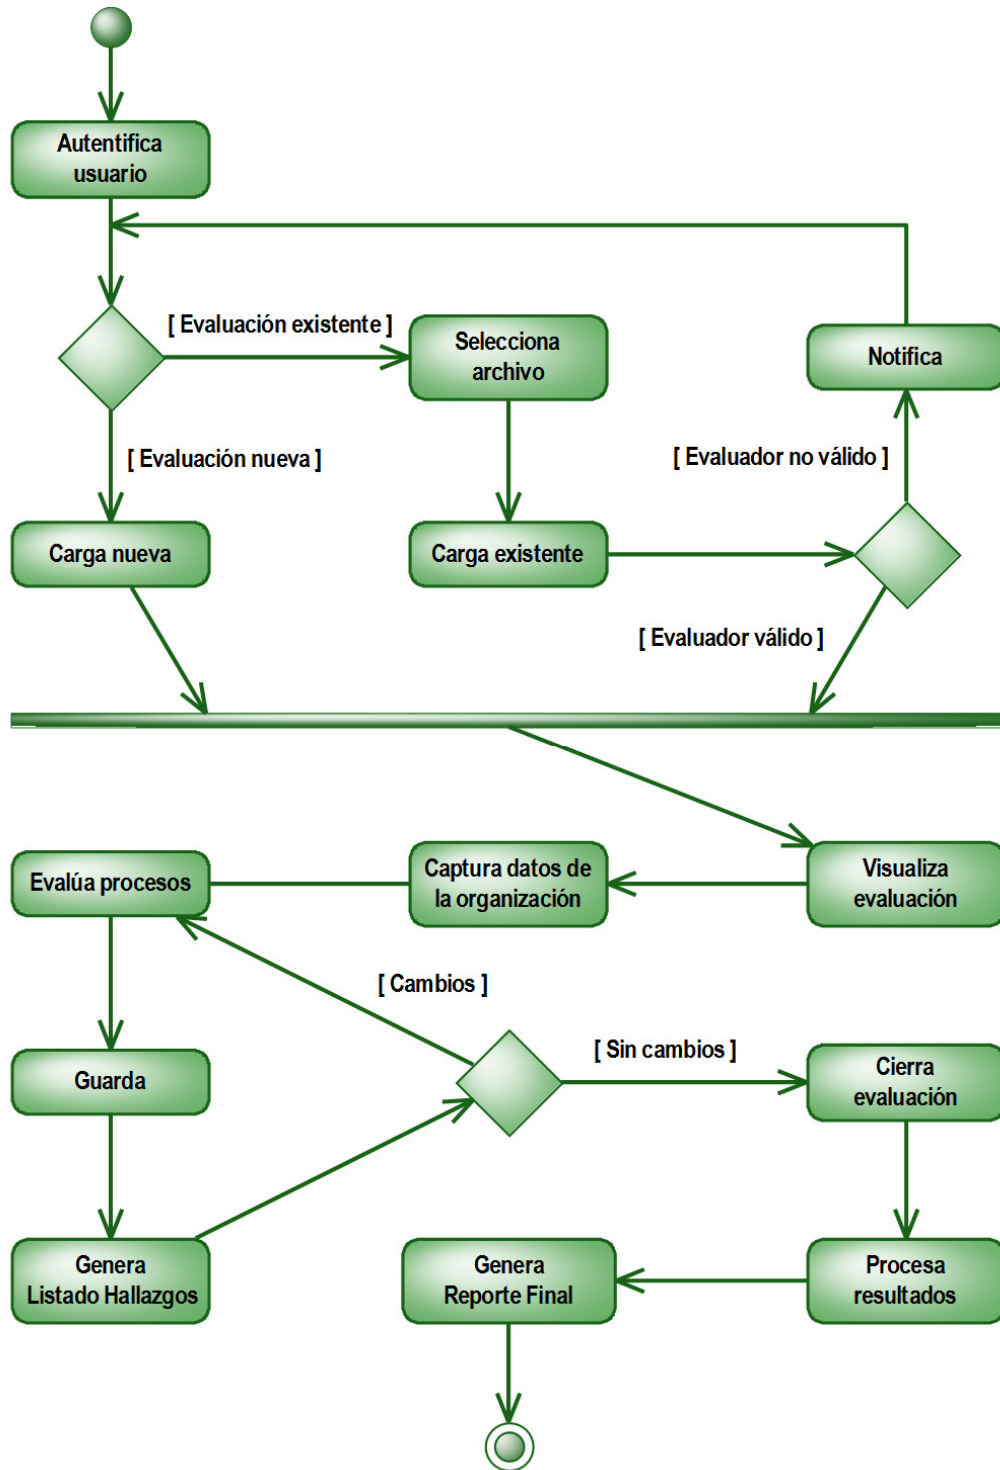 Autentifica
usuario
[ Evaluación existente ]
Selecciona
archivo
Notifica
[ Evaluación nueva ]
[ Evaluador no válido ]
Carga nueva
Carga existente
[ Evaluador válido ]
Evalúa procesos
Captura datos de
la organización
Visualiza
evaluación
[ Cambios ]
[ Sin cambios ]
Guarda
Cierra
evaluación
Genera
Listado Hallazgos
Genera
Reporte Final
Procesa
resultados